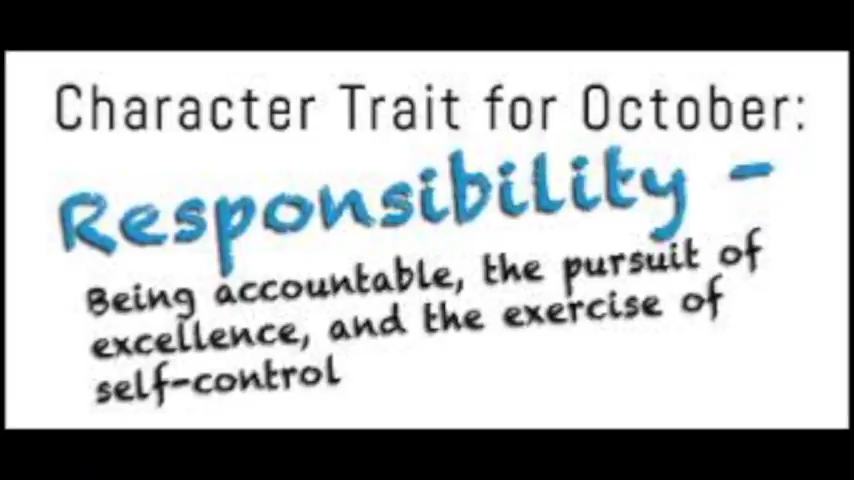 Character Trait for October:
Responsibility -
Being accountable, the pursuit of
excellence, and the exercise of
self-control